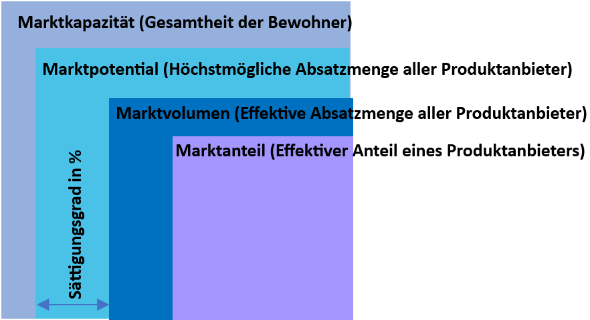 Marktkapazität (Gesamtheit der Bewohner)
Marktpotential (Höchstmögliche Absatzmenge aller Produktanbieter)
Marktvolumen (Effektive Absatzmenge aller Produktanbieter)
Marktanteil (Effektiver Anteil eines Produktanbieters)
Sättigungsgrad in %